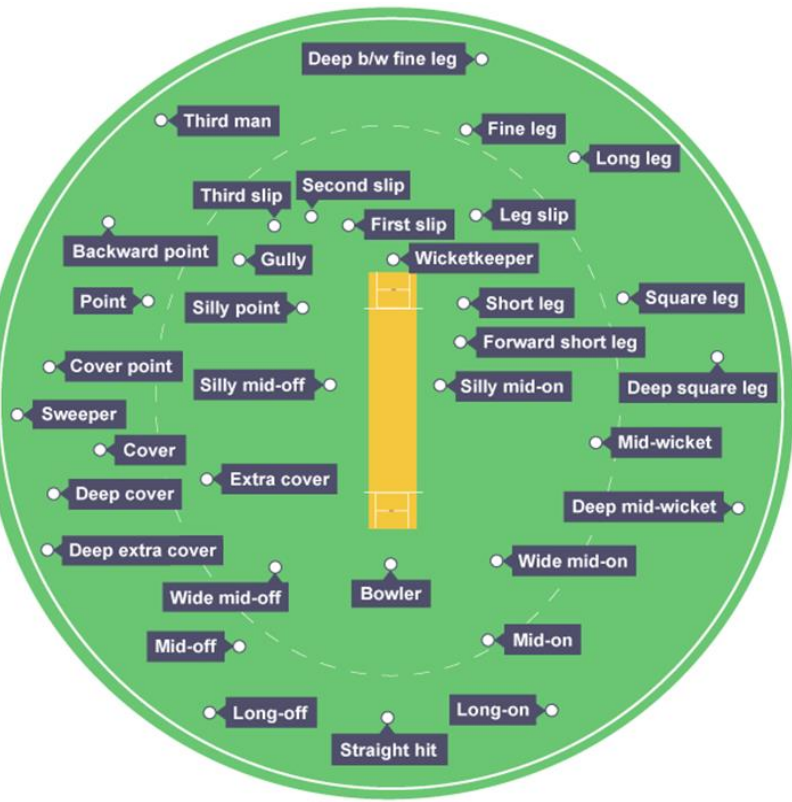 Deep b/w fine leg
Third man
Fine leg
Long leg
Third slip
Second slip
First slip
Leg slip
Backward point
Gully
Wicketkeeper
Point
Silly point
Short leg
Square leg
Forward short leg
Cover point
Silly mid-off
Silly mid-on
Deep square leg
Sweeper
Cover
Mid-wicket
Extra cover
Deep cover
Deep mid-wicket
Deep extra cover
Wide mid-on
Wide mid-off
Bowler
Mid-off
Mid-on
Long-off
Long-on
Straight hit